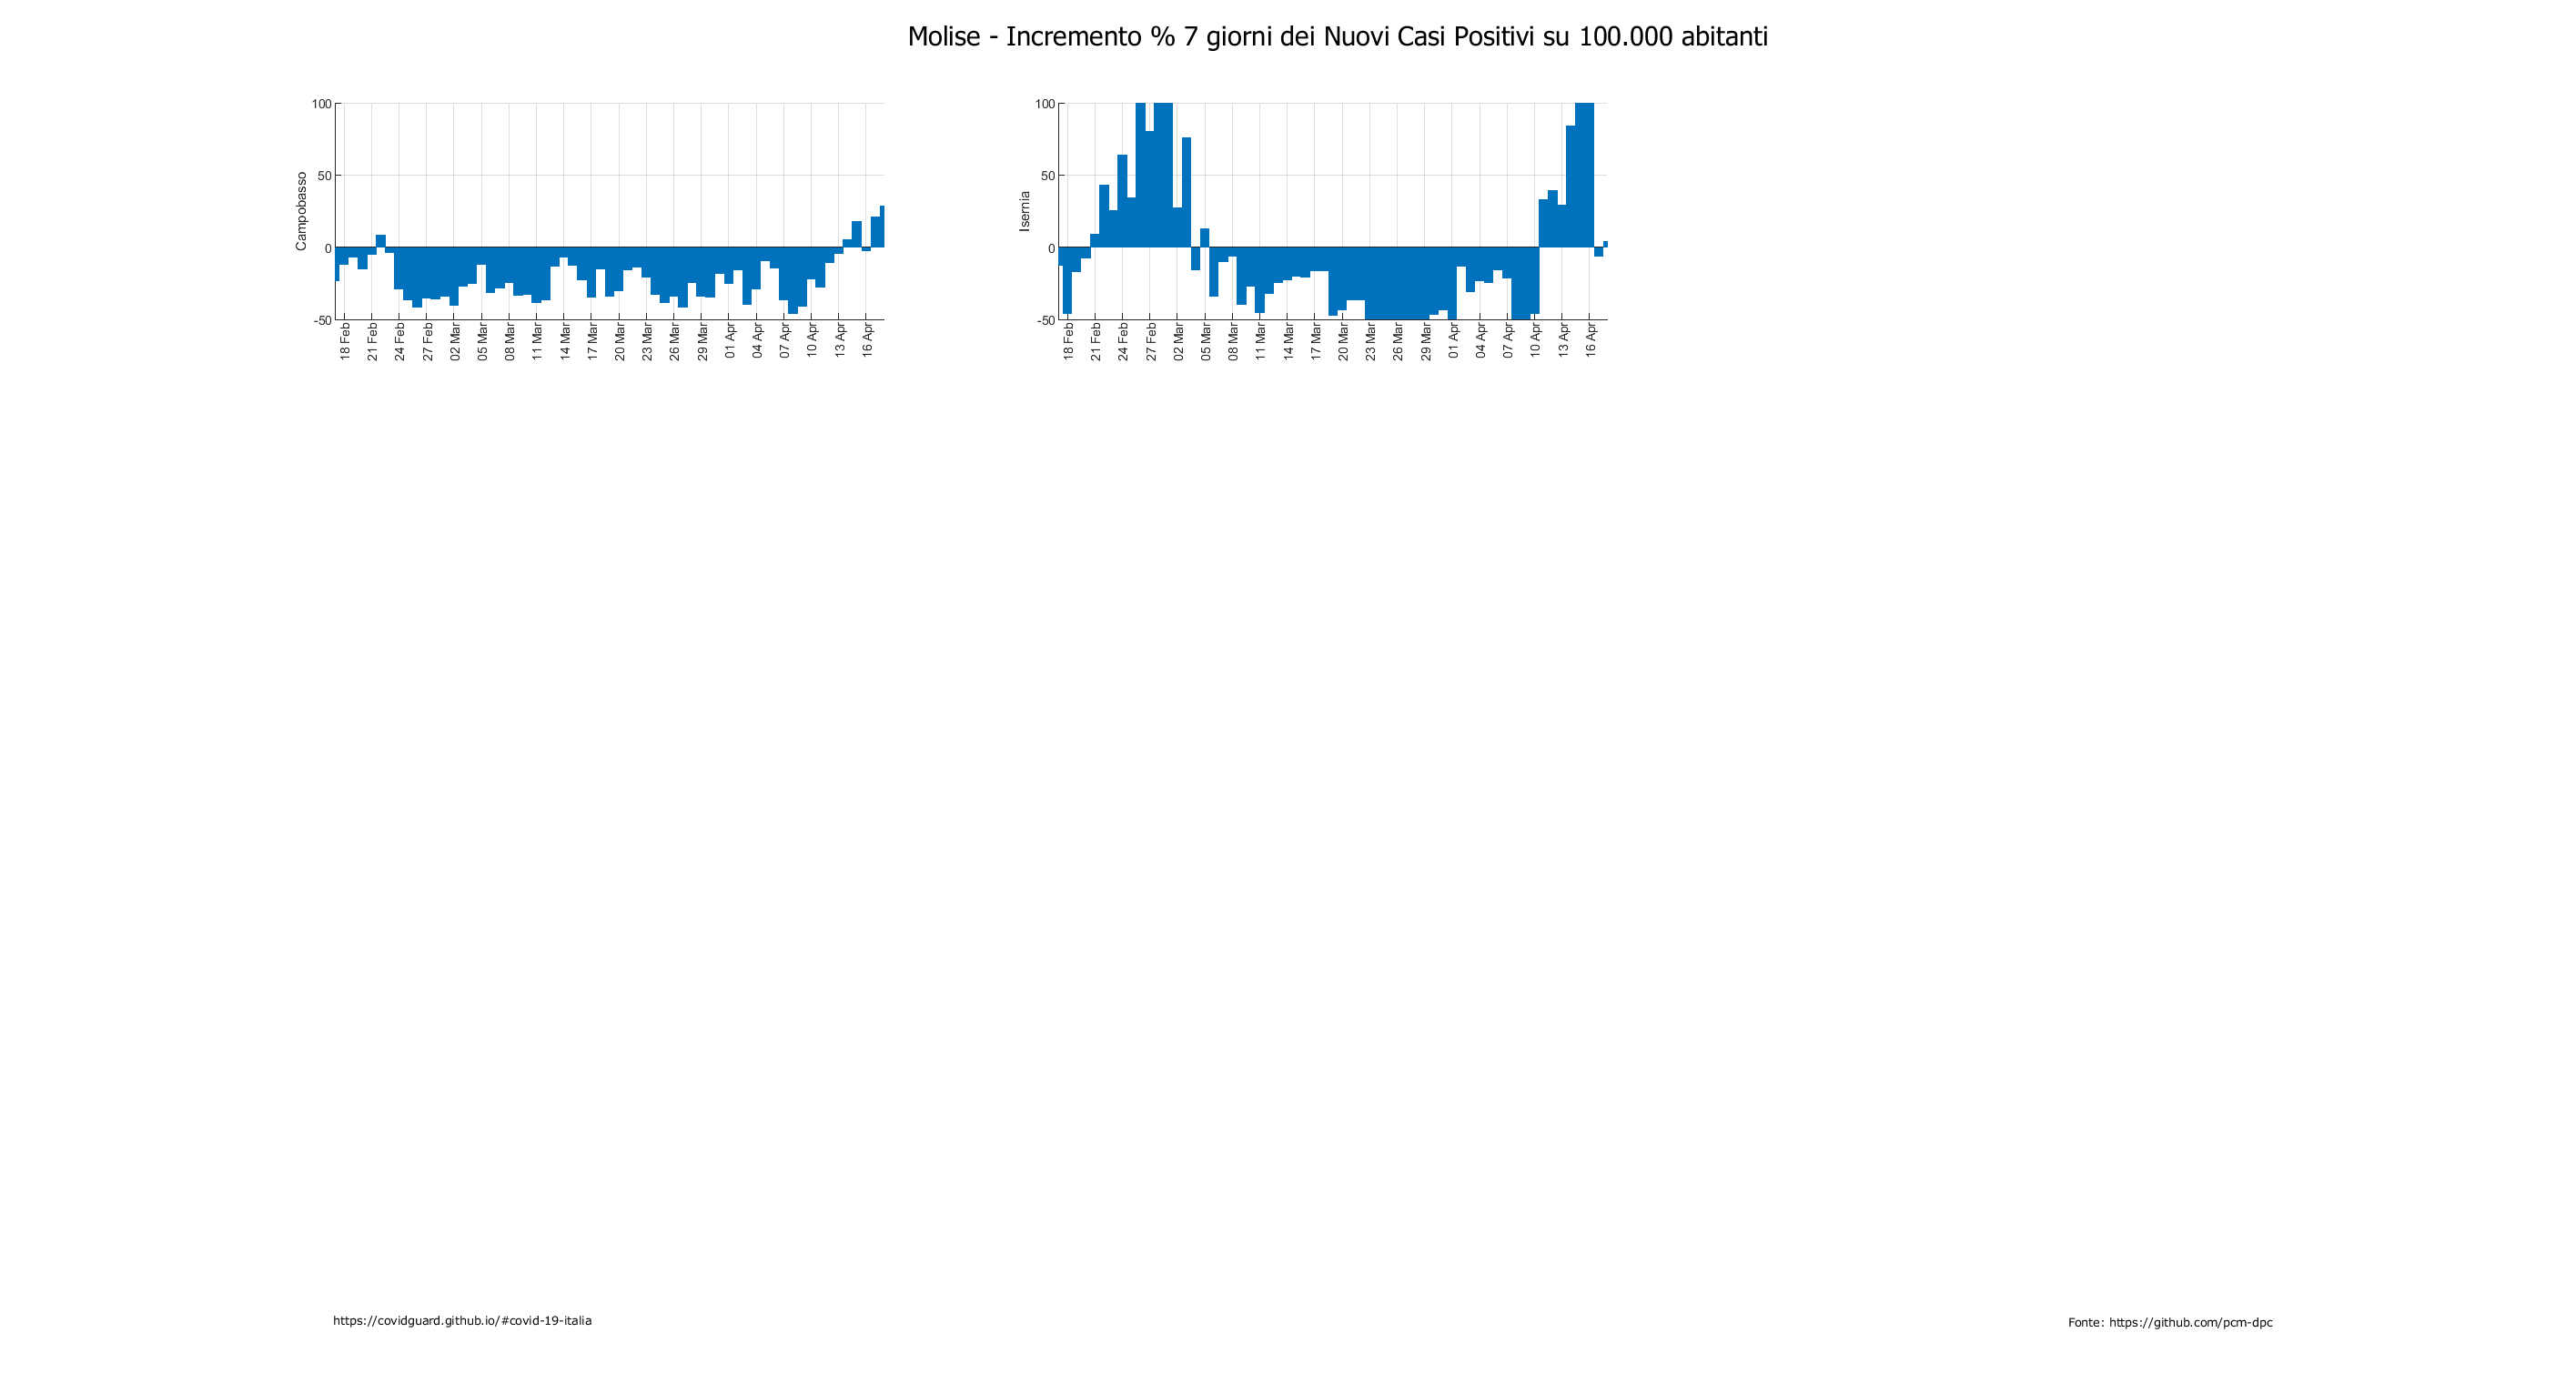 Molise - Incremento % 7 giorni dei Nuovi Casi Positivi su 100.000 abitanti
Campobasso
100
50
0
-50
18 Feb
21 Feb
24 Feb
27 Feb
02 Mar
05 Mar
08 Mar
11 Mar
14 Mar
17 Mar
20 Mar
23 Mar
26 Mar
29 Mar
01 Apr
04 Apr
07 Apr
10 Apr
13 Apr
16 Apr
Isernia
100
50
0
-50
18 Feb
21 Feb
24 Feb
27 Feb
02 Mar
05 Mar
08 Mar
11 Mar
14 Mar
17 Mar
20 Mar
23 Mar
26 Mar
29 Mar
01 Apr
04 Apr
07 Apr
10 Apr
13 Apr
16 Apr
https://covidguard.github.io/#covid-19-italia
Fonte: https://github.com/pcm-dpc